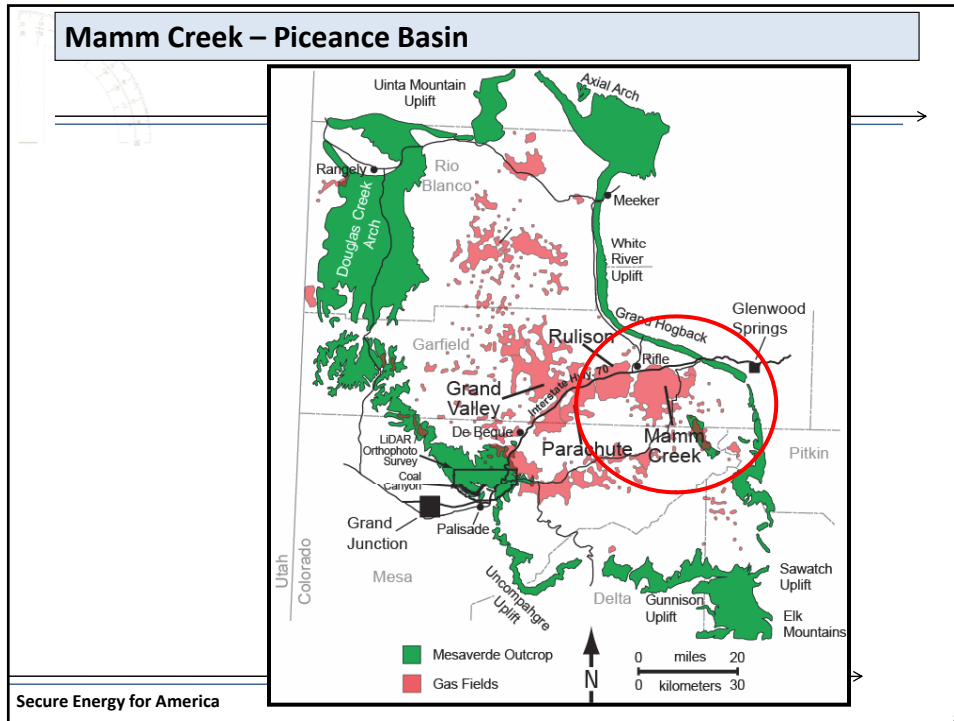 Mamm Creek – Piceance Basin
Uinta Mountain
Uplift
Axial Arch
Rangely
Rio
Blanco
Meeker
Douglas Creek
Arch
White
River
Uplift
Grand Hogback
Glenwood
Springs
Rulison
Garfield
Rifle
Interstate Hwy. 70
Grand
Valley
De Beque
Parachute
Mamm
Creek
Pitkin
LiDAR /
Orthophoto
Survey
Coal
Canyon
Grand
Junction
Palisade
Utah
Colorado
Mesa
Uncompahgre
Uplift
Delta
Gunnison
Uplift
Sawatch
Uplift
Elk
Mountains
Mesaverde Outcrop
Gas Fields
N
0 miles 20
0 kilometers 30
Secure Energy for America